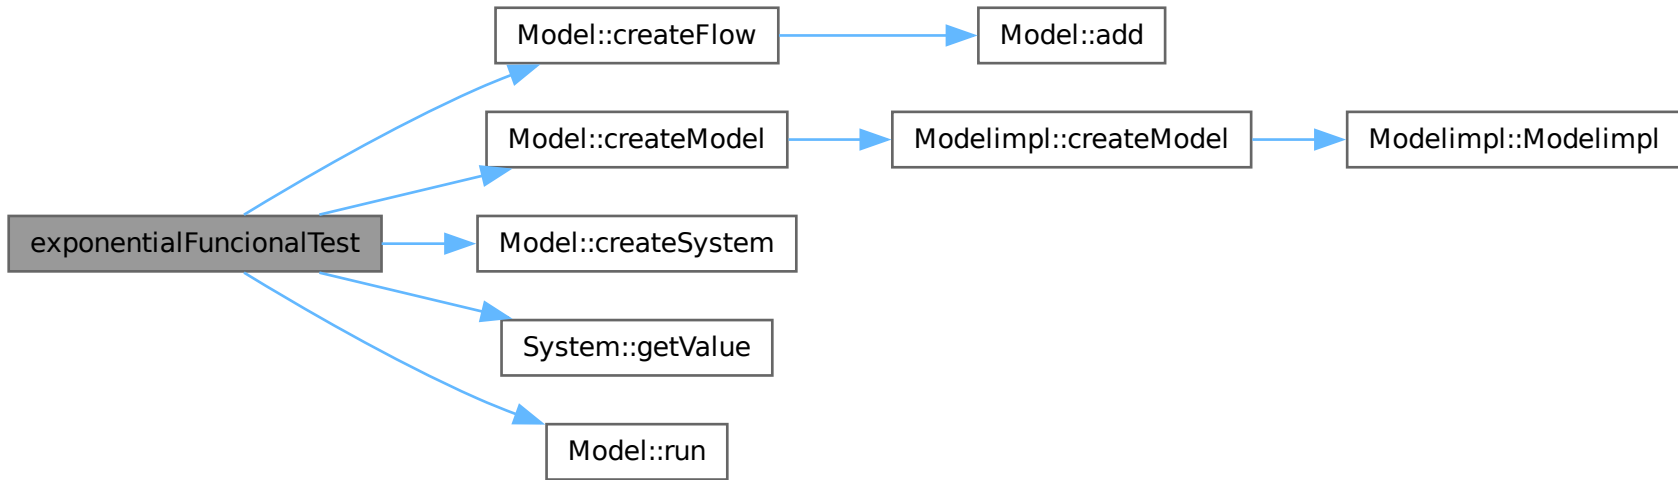 Model::createFlow
Model::add
Model::createModel
Modelimpl::createModel
Modelimpl::Modelimpl
exponentialFuncionalTest
Model::createSystem
System::getValue
Model::run